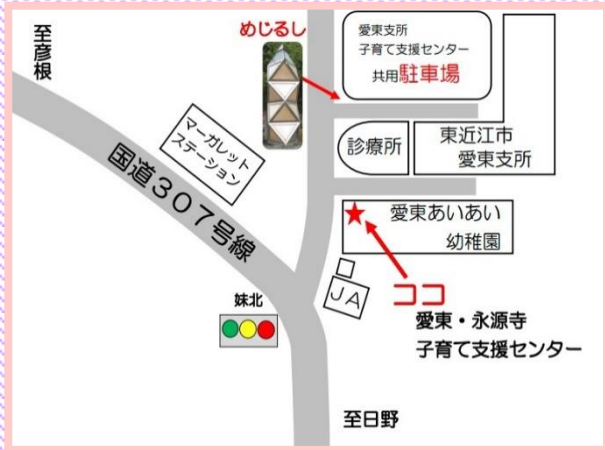 至彦根
めじるし
愛東支所
子育て支援センター
共用駐車場
マーガレット
ステーション
診療所
東近江市
愛東支所
国道307号線
愛東あいあい
幼稚園
JA
ココ
愛東・永源寺
子育て支援センター
妹北
至日野